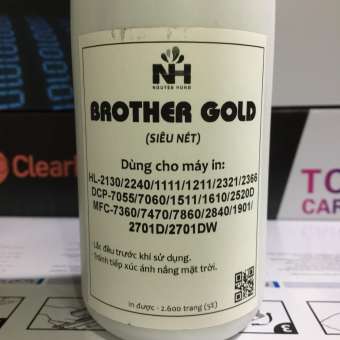 NH
NGUYEN HUNG
BROTHER GOLD
(SIÊU NÉT)
Dùng cho máy in:
HL-2130/2240/1111/1211/2321/2366
DCP-7055/7060/1511/1610/2520D
MFC-7360/7470/7860/2840/1901/
2701D/2701DW
Lắc đều trước khi sử dụng.
Tránh tiếp xúc ánh nắng mặt trời.
In được - 2.600 trang (5%)
Clear
TO
CAR